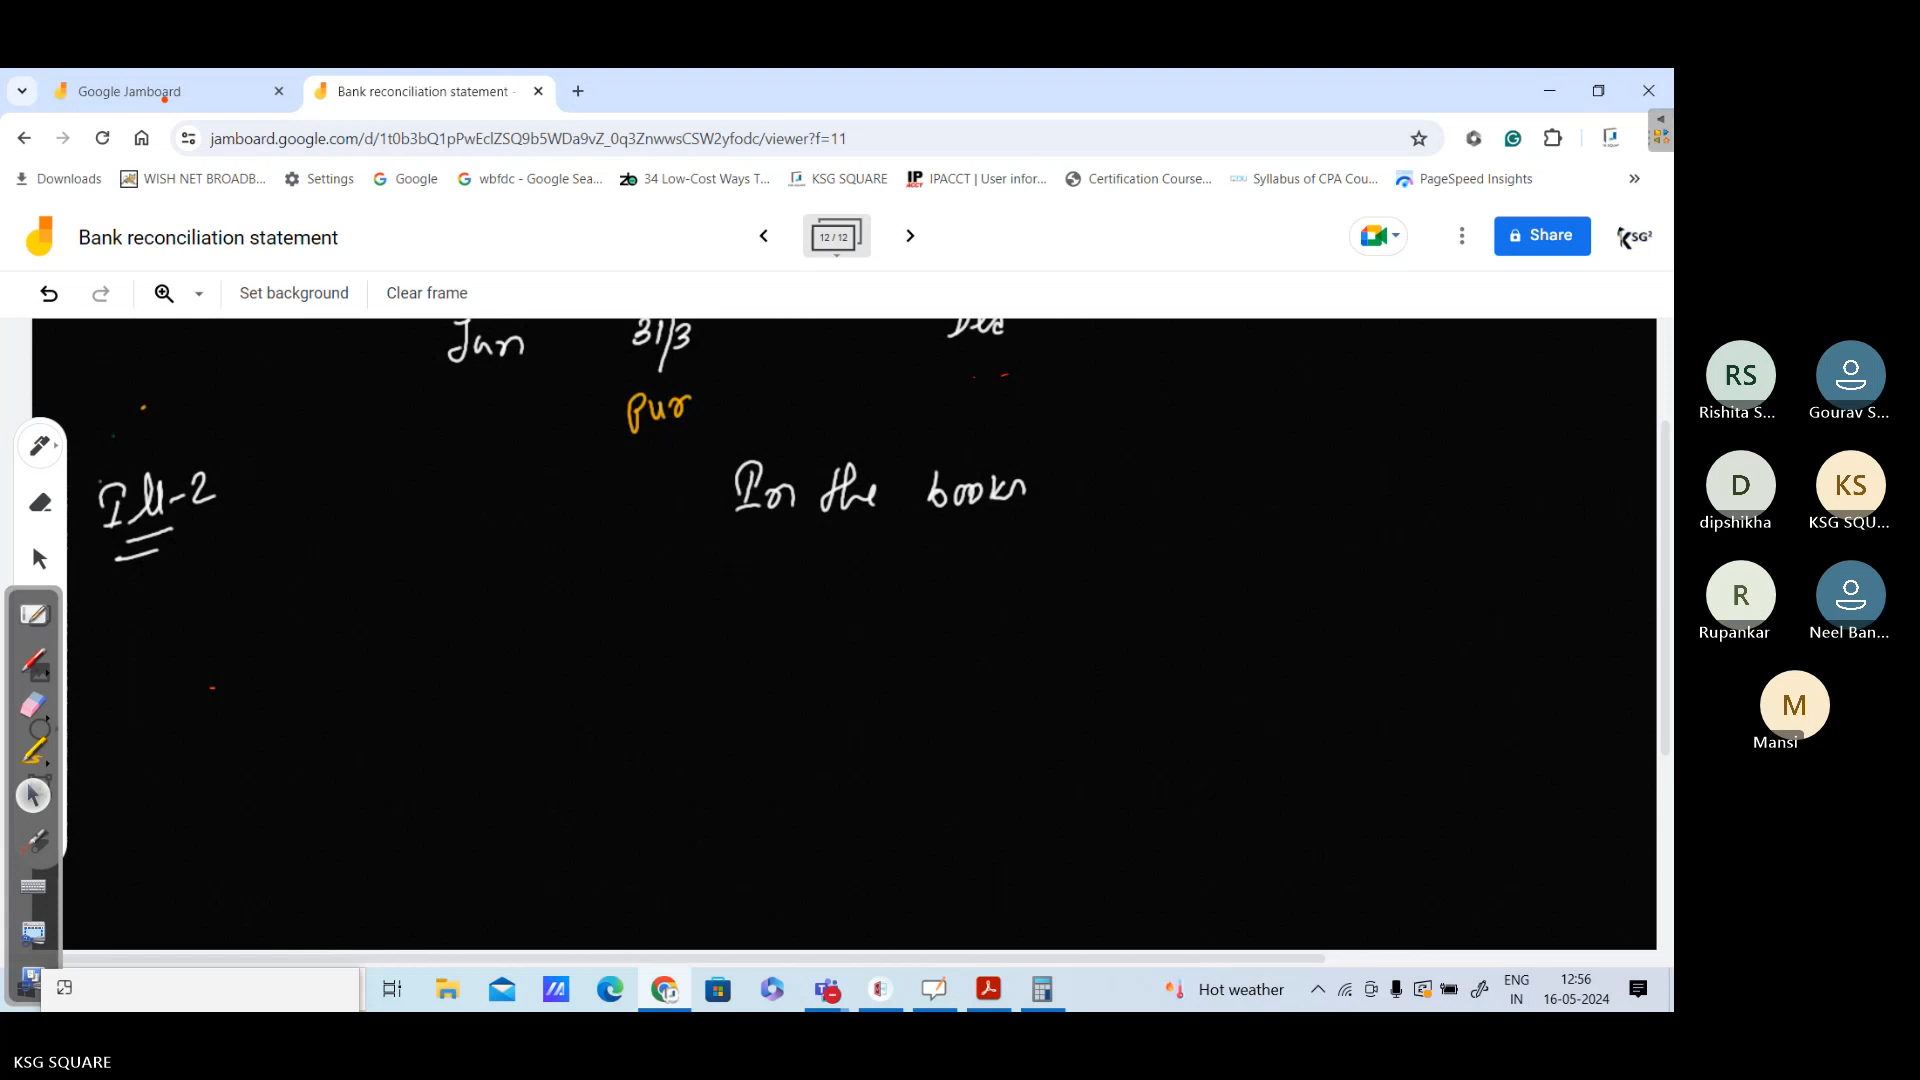 Google Jamboard
Bank reconciliation statement -
jamboard.google.com/d/1t0b3bQ1pPwEclZSQ9b5WDa9vZ_0q3ZnwwsCSW2yfodc/viewer?f=11
Downloads WISH NET BROADB... Settings Google wbfdc - Google Sea... 34 Low-Cost Ways T... KSG SQUARE IPACCT | User infor... Certification Course... Syllabus of CPA Cou... PageSpeed Insights
Bank reconciliation statement
12 / 12
Share
KSG²
Set background Clear frame
Jan 31/3 Dec
Pur
Ill-2 In the books
RS
Rishita S...
Gourav S...
D
dipshikha
KS
KSG SQU...
R
Rupankar
Neel Ban...
M
Mansi
Hot weather
ENG
IN
12:56
16-05-2024
KSG SQUARE